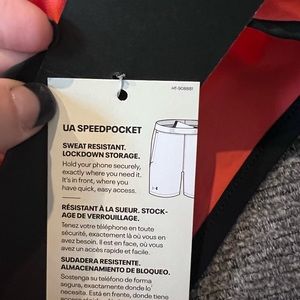 UA SPEEDPOCKET
SWEAT RESISTANT.
LOCKDOWN STORAGE.
Hold your phone securely,
exactly where you need it.
It's in front, where you
have quick, easy access.
RÉSISTANT À LA SUEUR. STOCK-
AGE DE VERROUILLAGE.
Tenez votre téléphone en toute
sécurité, exactement là où vous en
avez besoin. Il est en face, où vous
avez un accès rapide et facile.
SUDADERA RESISTENTE.
ALMACENAMIENTO DE BLOQUEO.
Sostenga su teléfono de forma
segura, exactamente donde lo
necesita. Está en frente, donde tiene